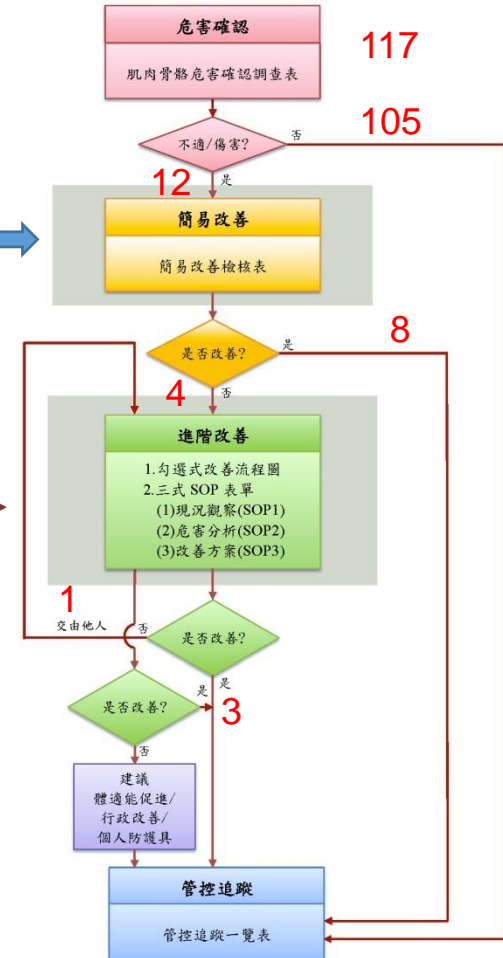 危害確認
117
肌肉骨骼危害確認調查表
105
不適/傷害?
否
12
是
簡易改善
簡易改善檢核表
是否改善?
是
8
4
否
進階改善
1.勾選式改善流程圖
2.三式 SOP 表單
(1)現況觀察(SOP1)
(2)危害分析(SOP2)
(3)改善方案(SOP3)
1
交由他人
否
是否改善?
是否改善?
是
是
3
否
建議
體適能促進/
行政改善/
個人防護具
管控追蹤
管控追蹤一覽表